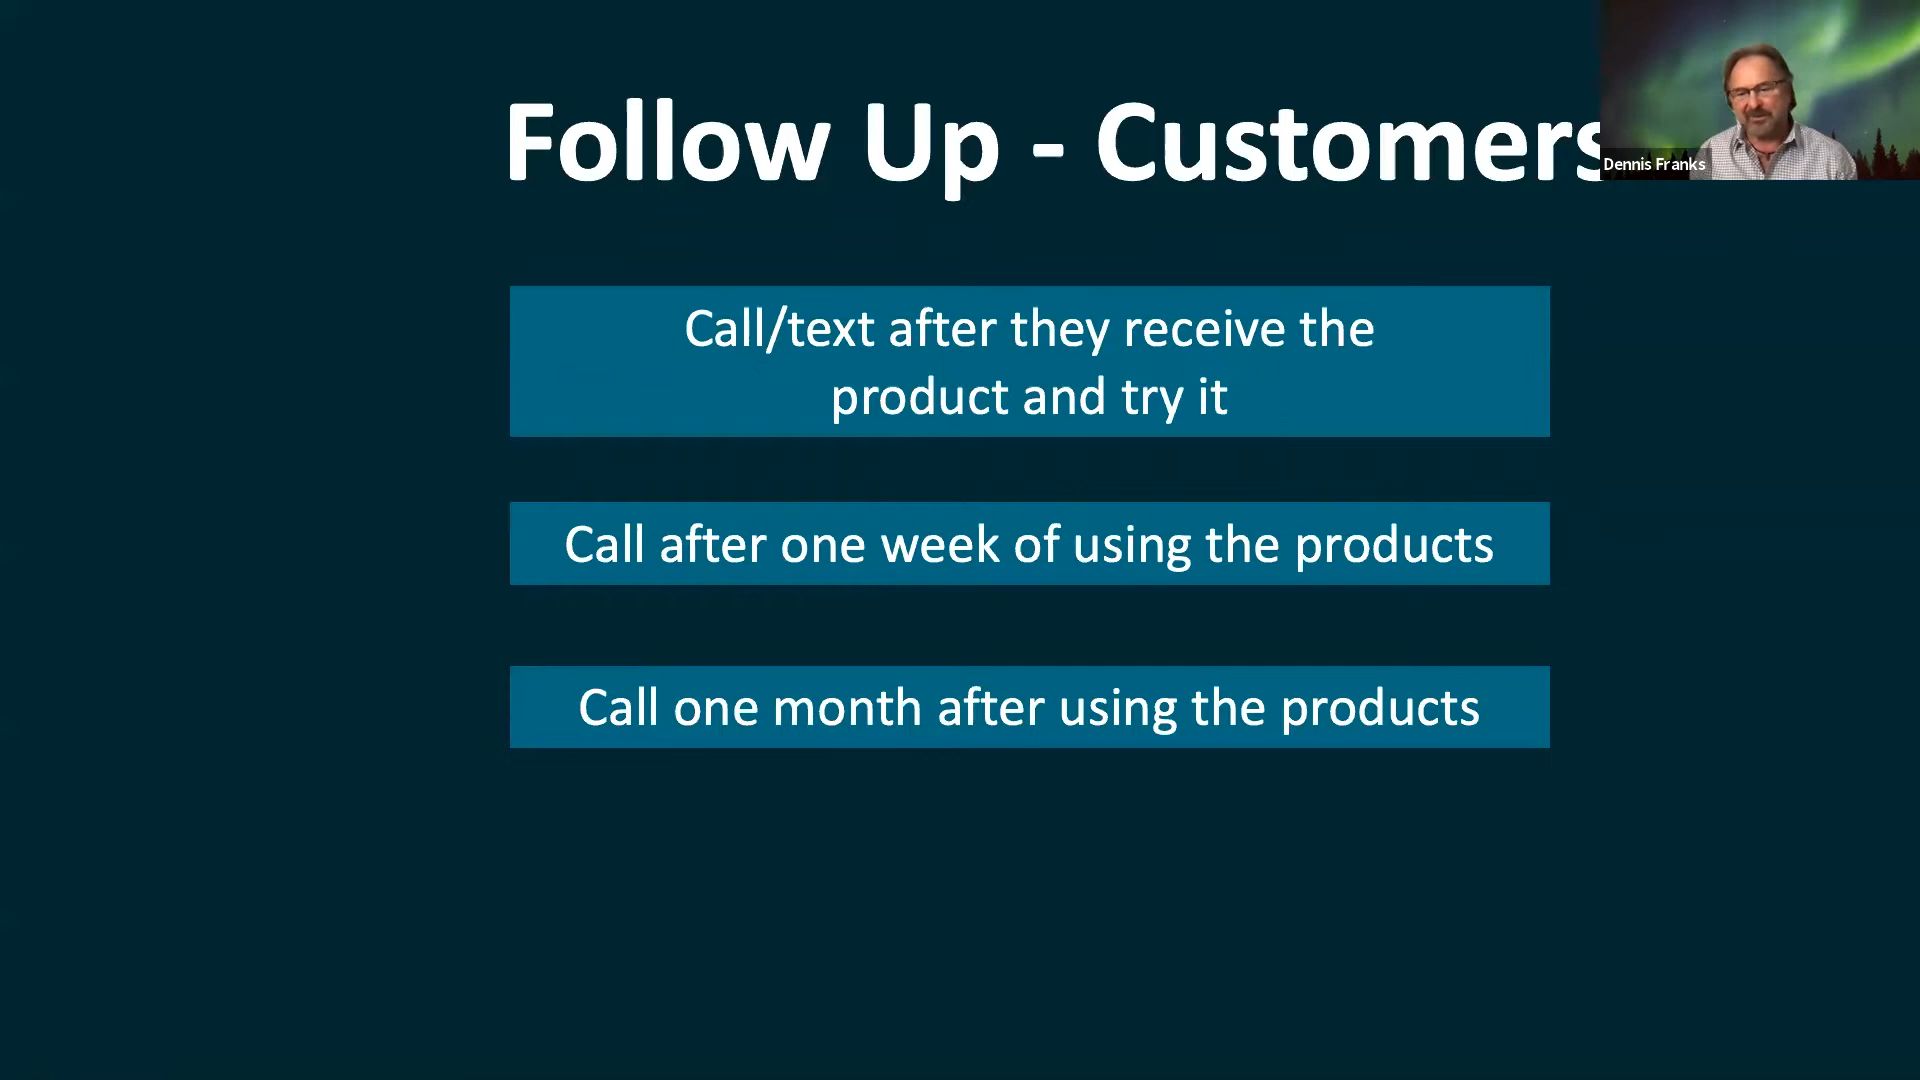 Follow Up - Customers
Dennis Franks
Call/text after they receive the
product and try it
Call after one week of using the products
Call one month after using the products